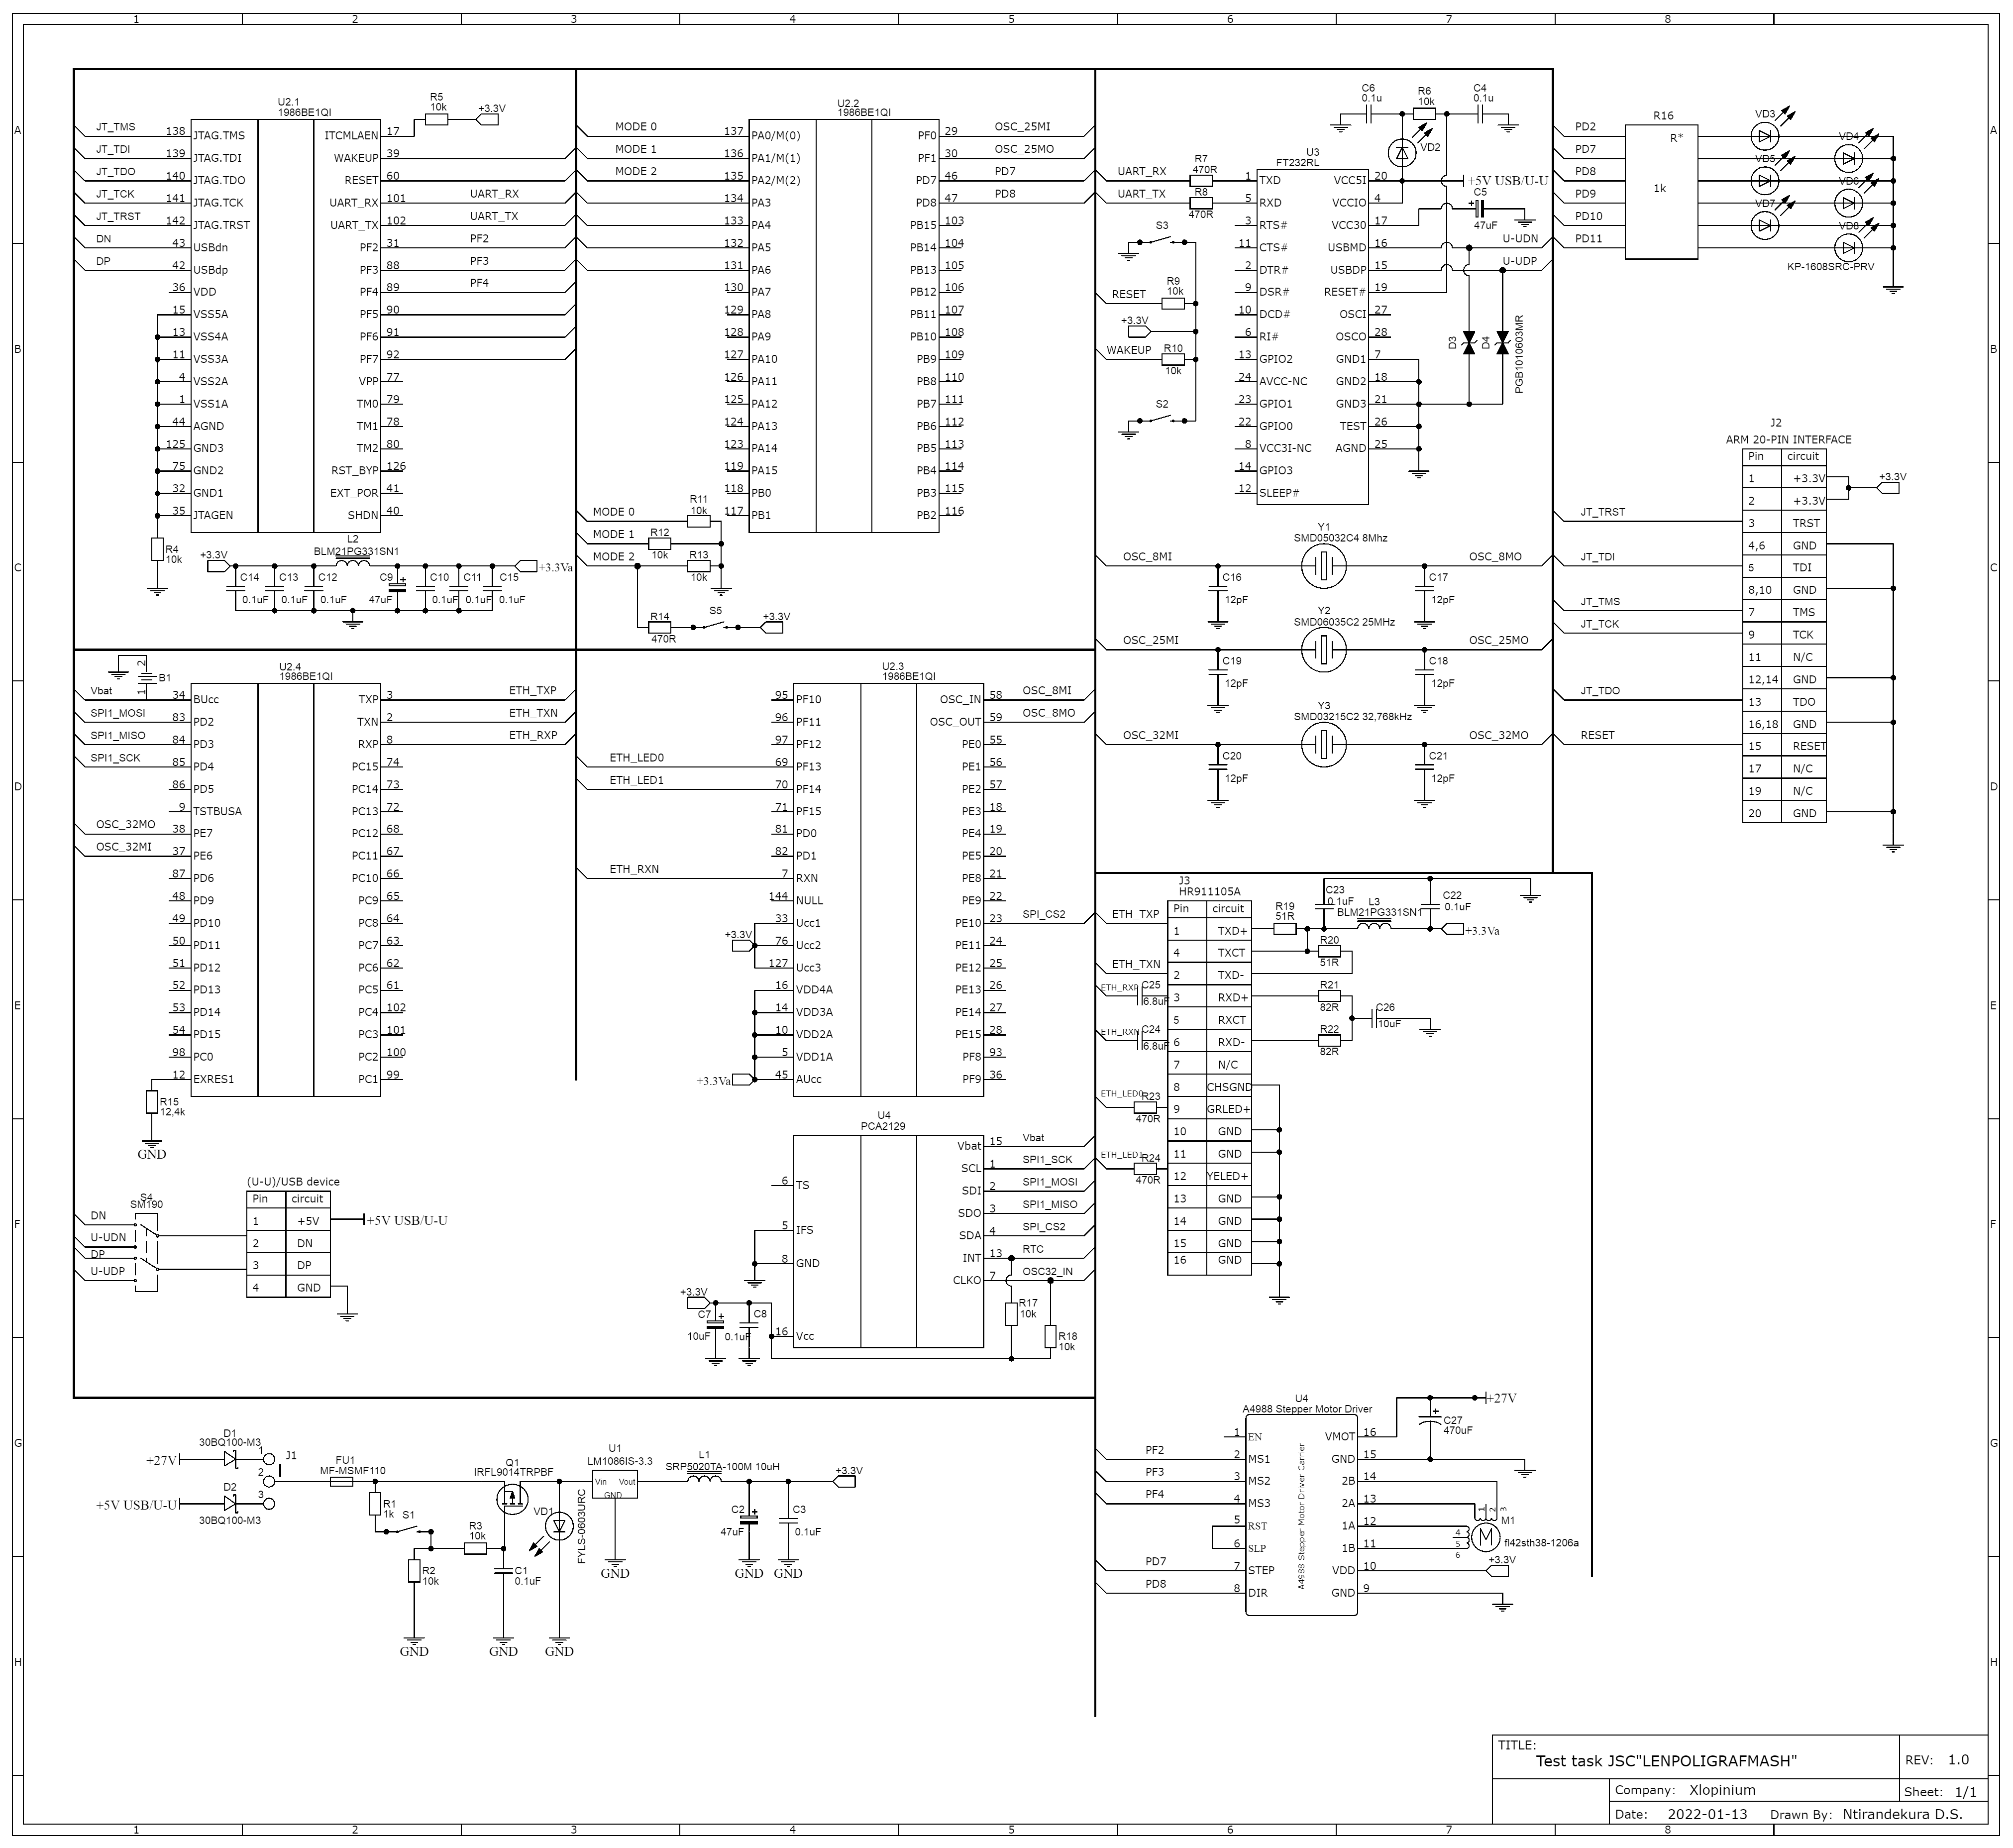 1 2 3 4 5 6 7 8
A
B
C
D
E
F
G
H
U2.1
1986BE1QI
JT_TMS 138 JTAG.TMS ITCMLAEN 17
R5
10k
+3.3V
JT_TDI 139 JTAG.TDI WAKEUP 39
JT_TDO 140 JTAG.TDO RESET 60
JT_TCK 141 JTAG.TCK UART_RX 101 UART_RX
JT_TRST 142 JTAG.TRST UART_TX 102 UART_TX
DN 43 USBdn PF2 31 PF2
DP 42 USBdp PF3 88 PF3
36 VDD PF4 89 PF4
15 VSS5A PF5 90
13 VSS4A PF6 91
11 VSS3A PF7 92
4 VSS2A VPP 77
1 VSS1A TM0 79
44 AGND TM1 78
125 GND3 TM2 80
75 GND2 RST_BYP 126
32 GND1 EXT_POR 41
35 JTAGEN SHDN 40
R4
10k
L2
BLM21PG331SN1
+3.3V
+3.3Va
C14 C13 C12 C9 C10 C11 C15
0.1uF 0.1uF 0.1uF 47uF 0.1uF 0.1uF 0.1uF
U2.2
1986BE1QI
MODE 0 137 PA0/M(0) PF0 29 OSC_25MI
MODE 1 136 PA1/M(1) PF1 30 OSC_25MO
MODE 2 135 PA2/M(2) PD7 46 PD7
134 PA3 PD8 47 PD8
133 PA4 PB15 103
132 PA5 PB14 104
131 PA6 PB13 105
130 PA7 PB12 106
129 PA8 PB11 107
128 PA9 PB10 108
127 PA10 PB9 109
126 PA11 PB8 110
125 PA12 PB7 111
124 PA13 PB6 112
123 PA14 PB5 113
119 PA15 PB4 114
118 PB0 PB3 115
117 PB1 PB2 116
MODE 0 R11 10k
MODE 1 R12 10k
MODE 2 R13 10k
R14 470R S5 +3.3V
C6 0.1u
R6 10k
C4 0.1u
VD2
U3
FT232RL
UART_RX R7 470R 1 TXD VCC5I 20 +5V USB/U-U
UART_TX R8 470R 5 RXD VCCIO 4
3 RTS# VCC30 17
C5 47uF
11 CTS# USBMD 16 U-UDN
2 DTR# USBDP 15 U-UDP
9 DSR# RESET# 19
10 DCD# OSCI 27
6 RI# OSCO 28
13 GPIO2 GND1 7
24 AVCC-NC GND2 18
23 GPIO1 GND3 21
22 GPIO0 TEST 26
8 VCC3I-NC AGND 25
14 GPIO3
12 SLEEP#
S3
RESET R9 10k
+3.3V
WAKEUP R10 10k
S2
D3
D4
PGB1010603MR
Y1
SMD05032C4 8Mhz
OSC_8MI OSC_8MO
C16 12pF C17 12pF
Y2
SMD06035C2 25MHz
OSC_25MI OSC_25MO
C19 12pF C18 12pF
Y3
SMD03215C2 32,768kHz
OSC_32MI OSC_32MO
C20 12pF C21 12pF
R16
R*
1k
PD2
PD7
PD8
PD9
PD10
PD11
VD3
VD4
VD5
VD6
VD7
VD8
KP-1608SRC-PRV
J2
ARM 20-PIN INTERFACE
Pin circuit
1 +3.3V
2 +3.3V
+3.3V
JT_TRST 3 TRST
4,6 GND
JT_TDI 5 TDI
8,10 GND
JT_TMS 7 TMS
JT_TCK 9 TCK
11 N/C
12,14 GND
JT_TDO 13 TDO
16,18 GND
RESET 15 RESET
17 N/C
19 N/C
20 GND
2
1
B1
U2.4
1986BE1QI
Vbat 34 BUcc TXP 3 ETH_TXP
SPI1_MOSI 83 PD2 TXN 2 ETH_TXN
SPI1_MISO 84 PD3 RXP 8 ETH_RXP
SPI1_SCK 85 PD4 PC15 74
86 PD5 PC14 73
9 TSTBUSA PC13 72
OSC_32MO 38 PE7 PC12 68
OSC_32MI 37 PE6 PC11 67
87 PD6 PC10 66
48 PD9 PC9 65
49 PD10 PC8 64
50 PD11 PC7 63
51 PD12 PC6 62
52 PD13 PC5 61
53 PD14 PC4 102
54 PD15 PC3 101
98 PC0 PC2 100
12 EXRES1 PC1 99
R15
12,4k
GND
U2.3
1986BE1QI
95 PF10 OSC_IN 58 OSC_8MI
96 PF11 OSC_OUT 59 OSC_8MO
97 PF12 PE0 55
ETH_LED0 69 PF13 PE1 56
ETH_LED1 70 PF14 PE2 57
71 PF15 PE3 18
81 PD0 PE4 19
82 PD1 PE5 20
ETH_RXN 7 RXN PE8 21
144 NULL PE9 22
33 Ucc1 PE10 23 SPI_CS2
+3.3V 76 Ucc2 PE11 24
127 Ucc3 PE12 25
16 VDD4A PE13 26
14 VDD3A PE14 27
10 VDD2A PE15 28
5 VDD1A PF8 93
+3.3Va 45 AUcc PF9 36
U4
PCA2129
Vbat 15 Vbat
SCL 1 SPI1_SCK
6 TS SDI 2 SPI1_MOSI
SDO 3 SPI1_MISO
5 IFS SDA 4 SPI_CS2
8 GND INT 13 RTC
CLKO 7 OSC32_IN
+3.3V
C7 10uF
C8 0.1uF
16 Vcc
R17 10k
R18 10k
J3
HR911105A
Pin circuit
ETH_TXP 1 TXD+
4 TXCT
ETH_TXN 2 TXD-
ETH_RXP C25 6.8uF 3 RXD+
5 RXCT
ETH_RXN C24 6.8uF 6 RXD-
7 N/C
8 CHSGND
ETH_LED0 R23 470R 9 GRLED+
10 GND
11 GND
ETH_LED1 R24 470R 12 YELED+
13 GND
14 GND
15 GND
16 GND
R19 51R
C23 0.1uF
L3
BLM21PG331SN1
C22 0.1uF
+3.3Va
R20 51R
R21 82R
R22 82R
C26 10uF
S4
SM190
DN
U-UDN
DP
U-UDP
(U-U)/USB device
Pin circuit
1 +5V +5V USB/U-U
2 DN
3 DP
4 GND
D1
30BQ100-M3
+27V
D2
30BQ100-M3
+5V USB/U-U
1
2
3
J1
FU1
MF-MSMF110
R1 1k
S1
R2 10k
R3 10k
Q1
IRFL9014TRPBF
C1 0.1uF
VD1
FYLS-0603URC
U1
LM1086IS-3.3
Vin Vout
GND
L1
SRP5020TA-100M 10uH
+3.3V
C2 47uF
C3 0.1uF
GND GND GND
GND GND GND
U4
A4988 Stepper Motor Driver
A4988 Stepper Motor Driver Carrier
1 EN VMOT 16
PF2 2 MS1 GND 15
PF3 3 MS2 2B 14
PF4 4 MS3 2A 13
5 RST 1A 12
6 SLP 1B 11
PD7 7 STEP VDD 10
PD8 8 DIR GND 9
+27V
C27 470uF
1 2 3
4
5
6
M
M1
fl42sth38-1206a
+3.3V
TITLE:
Test task JSC"LENPOLIGRAFMASH"
REV: 1.0
Company: Xlopinium
Sheet: 1/1
Date: 2022-01-13 Drawn By: Ntirandekura D.S.
1 2 3 4 5 6 7 8
A
B
C
D
E
F
G
H